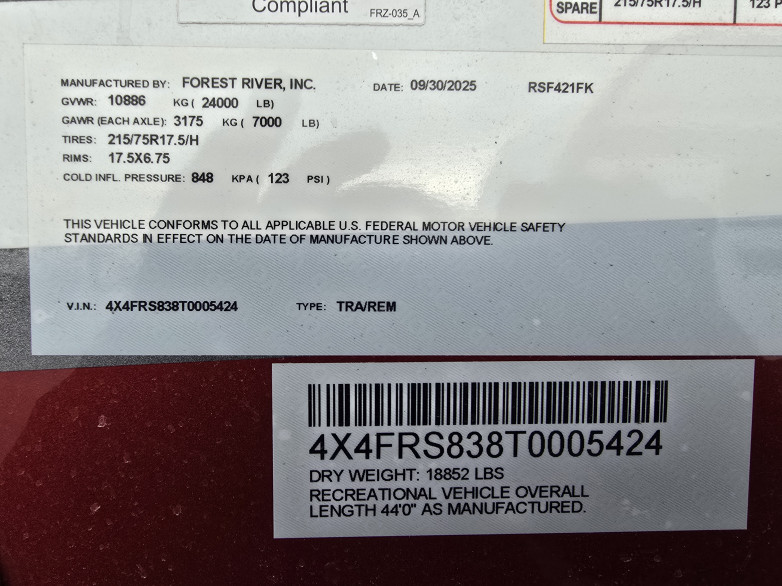 Compliant
FRZ-035_A
SPARE 215/75R17.5/H 123 P
MANUFACTURED BY: FOREST RIVER, INC. DATE: 09/30/2025 RSF421FK
GVWR: 10886 KG ( 24000 LB)
GAWR (EACH AXLE): 3175 KG ( 7000 LB)
TIRES: 215/75R17.5/H
RIMS: 17.5X6.75
COLD INFL. PRESSURE: 848 KPA ( 123 PSI )
THIS VEHICLE CONFORMS TO ALL APPLICABLE U.S. FEDERAL MOTOR VEHICLE SAFETY
STANDARDS IN EFFECT ON THE DATE OF MANUFACTURE SHOWN ABOVE.
V.I.N.: 4X4FRS838T0005424 TYPE: TRA/REM
4X4FRS838T0005424
DRY WEIGHT: 18852 LBS
RECREATIONAL VEHICLE OVERALL
LENGTH 44'0" AS MANUFACTURED.